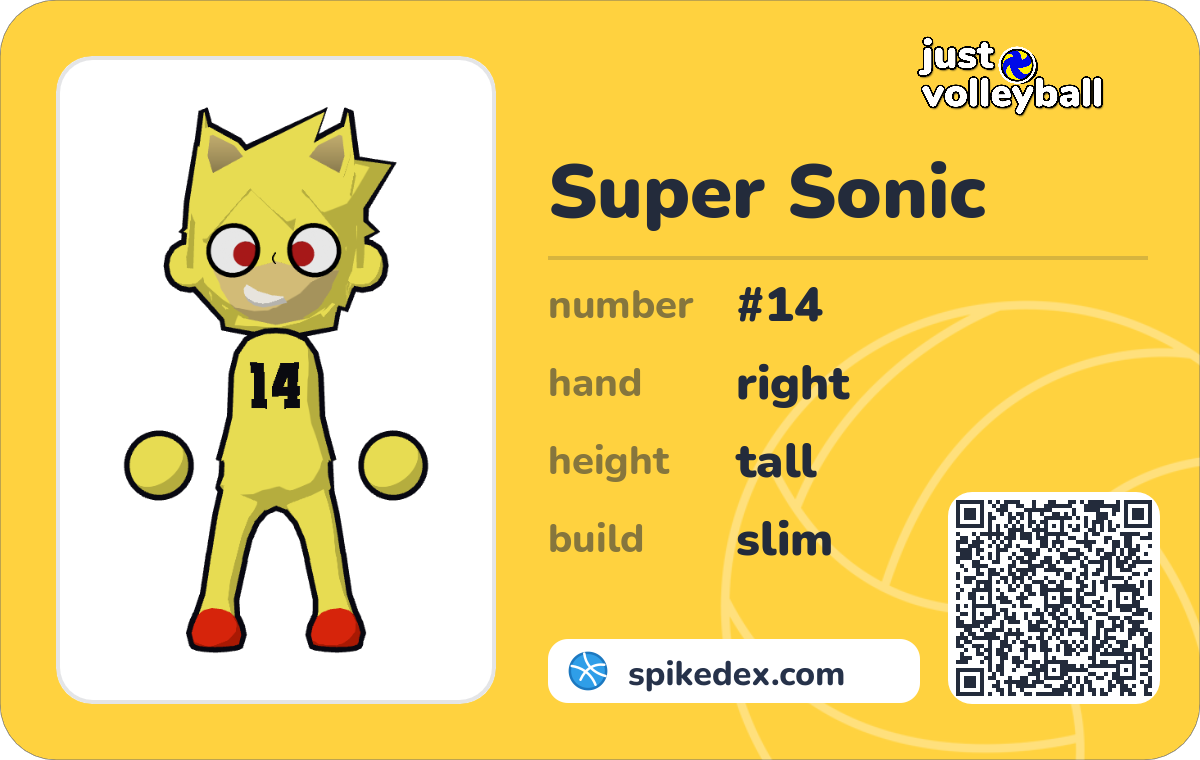 just
volleyball
Super Sonic
number #14
hand right
height tall
build slim
14
spikedex.com